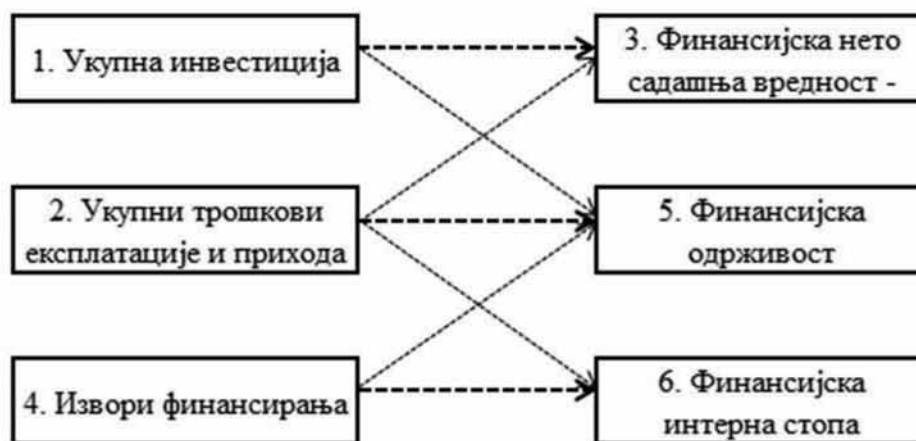 1. Укупна инвестиција
3. Финансијска нето
садашња вредност -
2. Укупни трошкови
експлатације и прихода
5. Финансијска
одрживост
4. Извори финансирања
6. Финансијска
интерна стопа